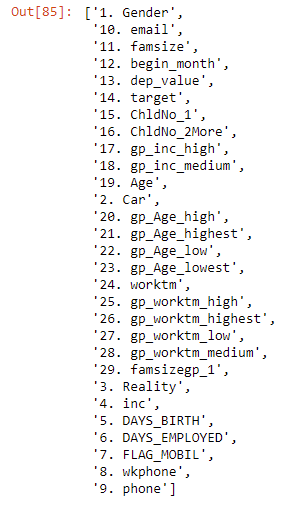 Out[85]: ['1. Gender',
'10. email',
'11. famsize',
'12. begin_month',
'13. dep_value',
'14. target',
'15. ChldNo_1',
'16. ChldNo_2More',
'17. gp_inc_high',
'18. gp_inc_medium',
'19. Age',
'2. Car',
'20. gp_Age_high',
'21. gp_Age_highest',
'22. gp_Age_low',
'23. gp_Age_lowest',
'24. worktm',
'25. gp_worktm_high',
'26. gp_worktm_highest',
'27. gp_worktm_low',
'28. gp_worktm_medium',
'29. famsizegp_1',
'3. Reality',
'4. inc',
'5. DAYS_BIRTH',
'6. DAYS_EMPLOYED',
'7. FLAG_MOBIL',
'8. wkphone',
'9. phone']